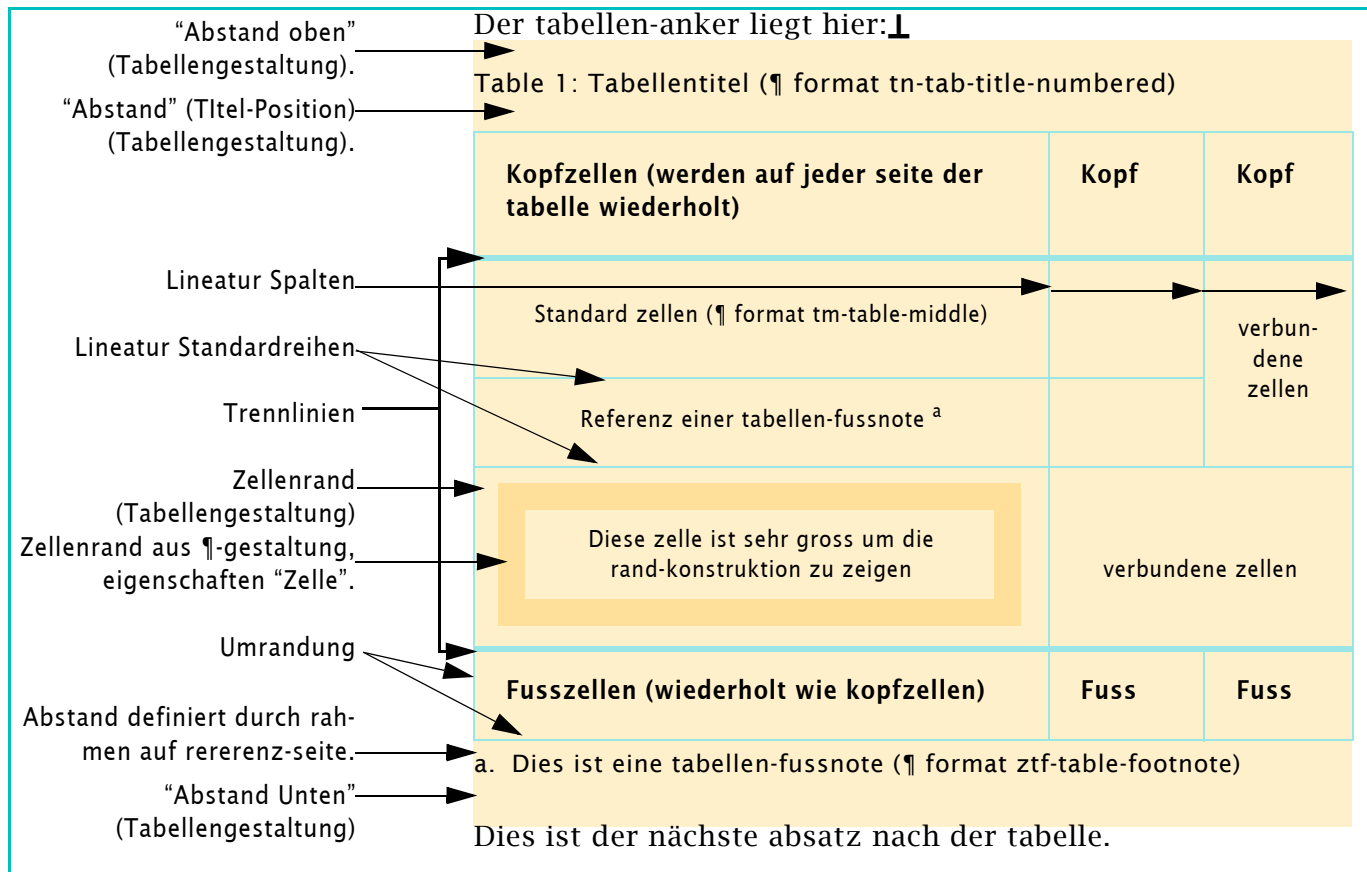 Der tabellen-anker liegt hier:
“Abstand oben”
(Tabellengestaltung).
Table 1: Tabellentitel (¶ format tn-tab-title-numbered)
“Abstand” (TItel-Position)
(Tabellengestaltung).
Kopfzellen (werden auf jeder seite der
tabelle wiederholt)
Kopf
Kopf
Lineatur Spalten
Standard zellen (¶ format tm-table-middle)
verbun-
dene
zellen
Lineatur Standardreihen
Trennlinien
Referenz einer tabellen-fussnote a
Zellenrand
(Tabellengestaltung)
Zellenrand aus ¶-gestaltung,
eigenschaften “Zelle”.
Diese zelle ist sehr gross um die
rand-konstruktion zu zeigen
verbundene zellen
Umrandung
Fusszellen (wiederholt wie kopfzellen)
Fuss
Fuss
Abstand definiert durch rah-
men auf rererenz-seite.
a. Dies ist eine tabellen-fussnote (¶ format ztf-table-footnote)
“Abstand Unten”
(Tabellengestaltung)
Dies ist der nächste absatz nach der tabelle.